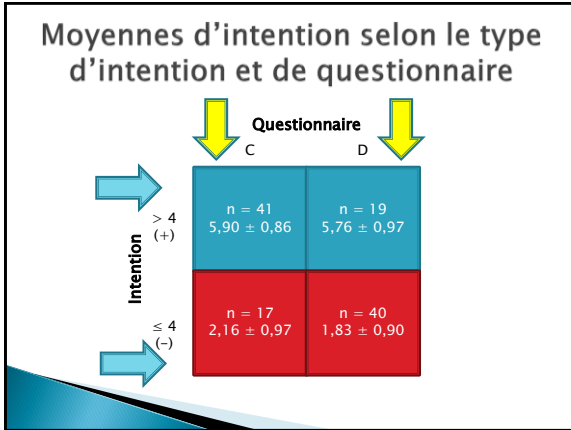 Moyennes d'intention selon le type
d'intention et de questionnaire
Questionnaire
C D
Intention
> 4
(+)
n = 41
5,90 ± 0,86
n = 19
5,76 ± 0,97
≤ 4
(–)
n = 17
2,16 ± 0,97
n = 40
1,83 ± 0,90